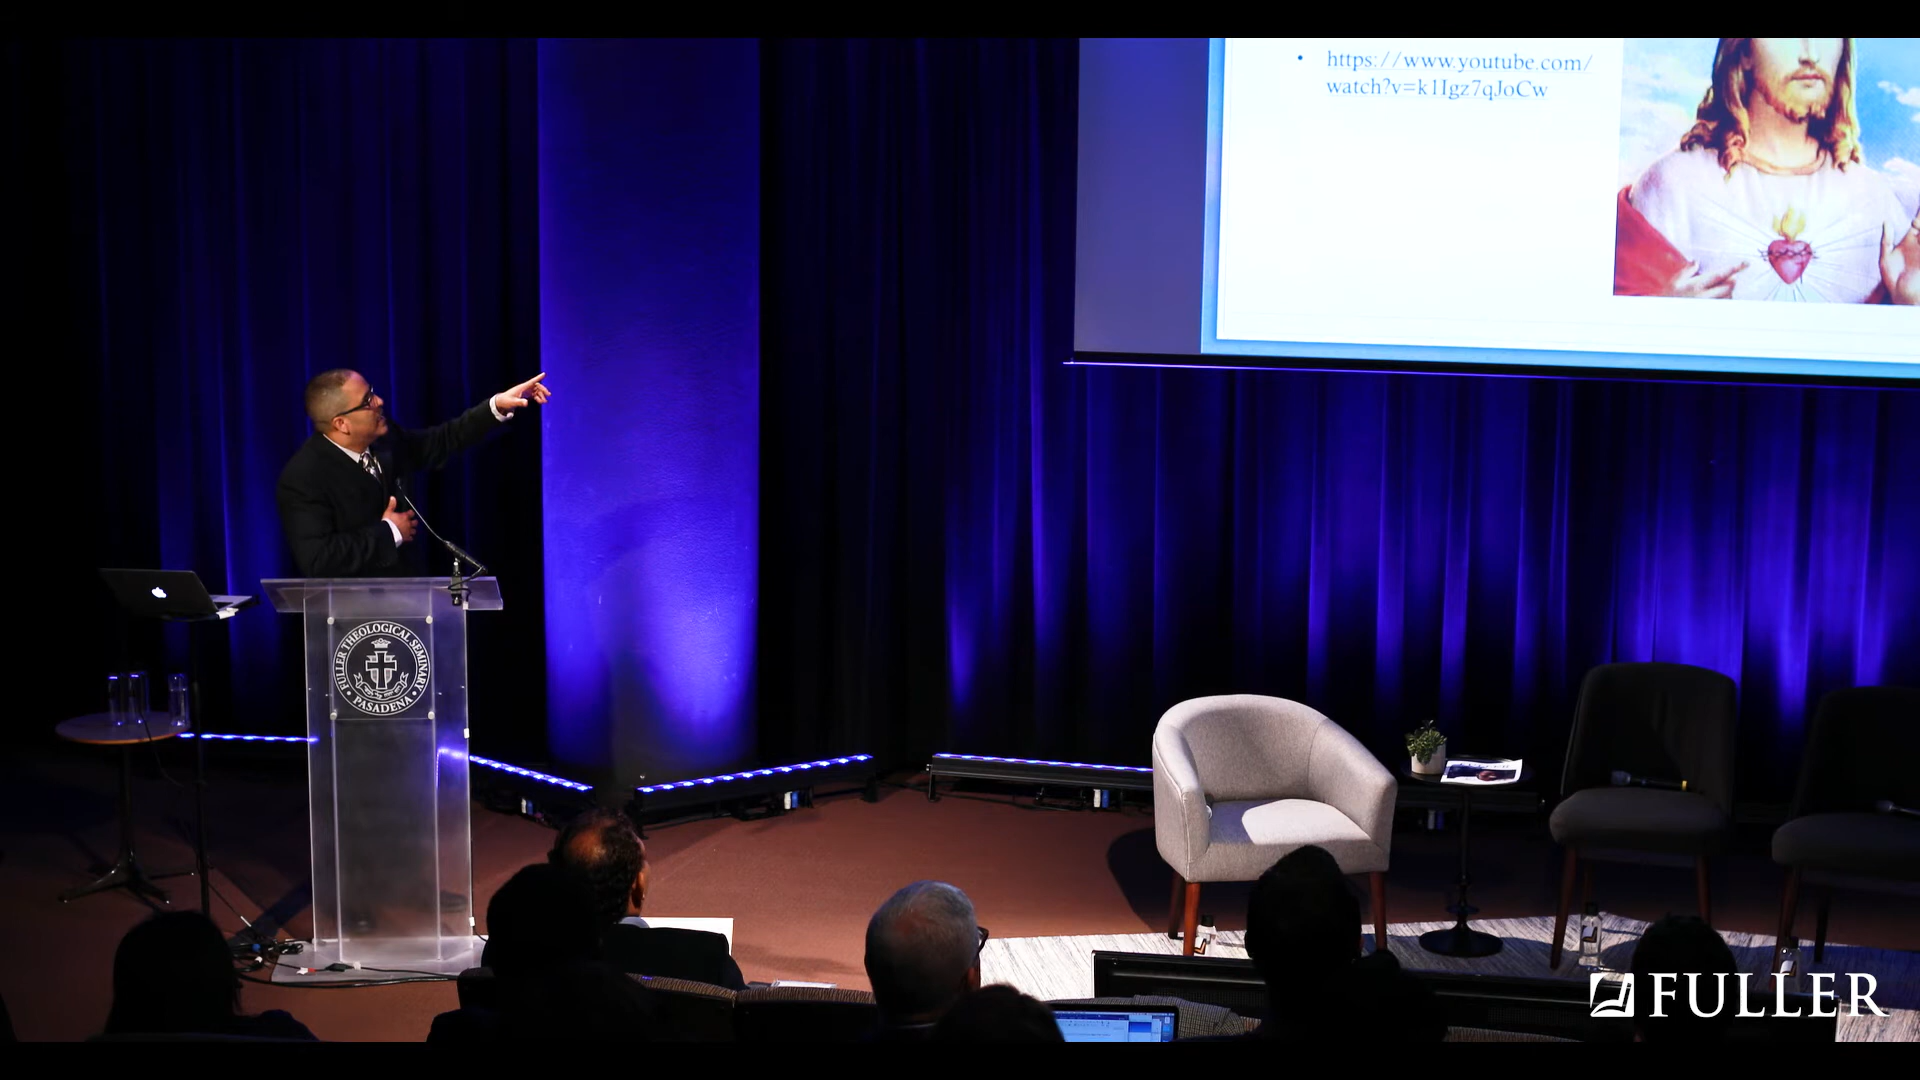 • https://www.youtube.com/
watch?v=k1Igz7qJoCw
FULLER THEOLOGICAL SEMINARY
• PASADENA •
FULLER